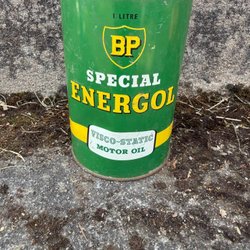 1 LITRE
BP
SPECIAL
ENERGOL
VISCO-STATIC
MOTOR OIL